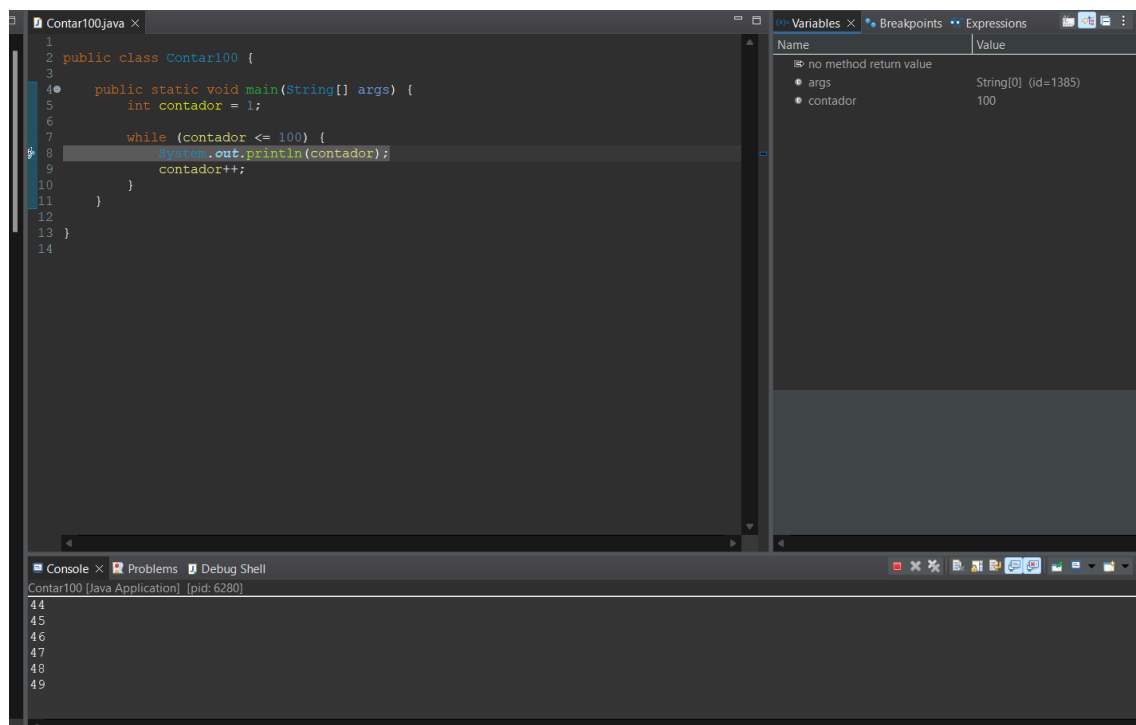 Contar100.java
1
2 public class Contar100 {
3
4 public static void main(String[] args) {
5 int contador = 1;
6
7 while (contador <= 100) {
8 System.out.println(contador);
9 contador++;
10 }
11 }
12
13 }
14
Variables Breakpoints Expressions
Name Value
no method return value
args String[0] (id=1385)
contador 100
Console Problems Debug Shell
Contar100 [Java Application] [pid: 6280]
44
45
46
47
48
49